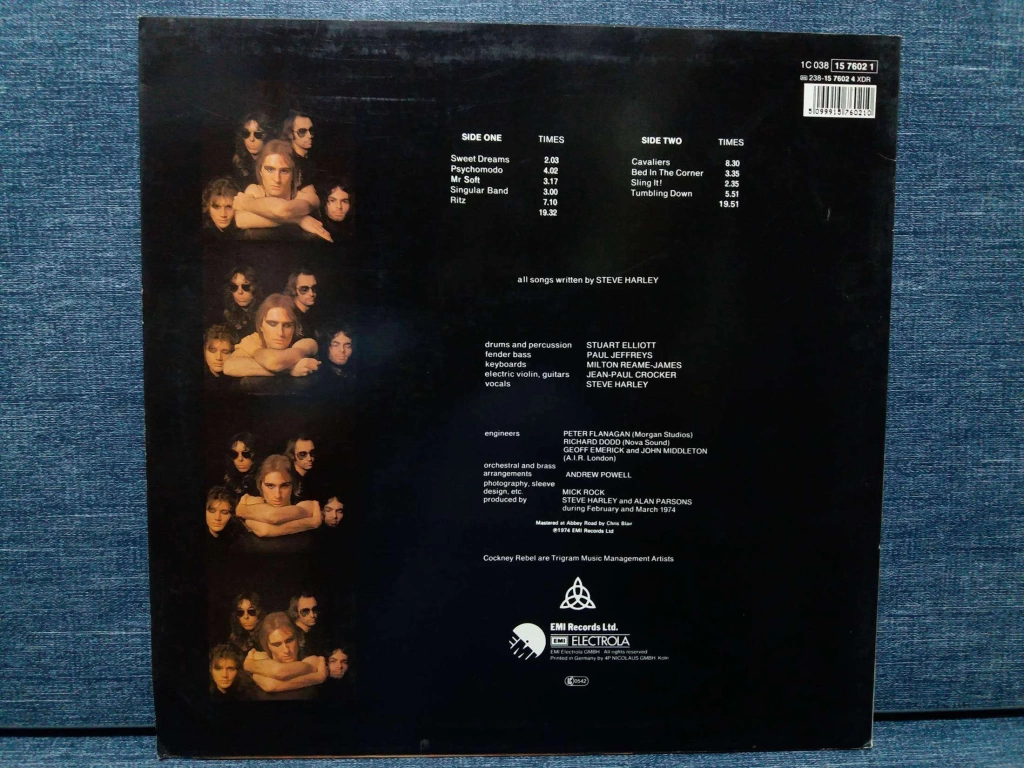 1C 038 15 7602 1
238-15 7602 4 XDR
5 099915 760210
SIDE ONE TIMES
Sweet Dreams 2.03
Psychomodo 4.02
Mr Soft 3.17
Singular Band 3.00
Ritz 7.10
19.32
SIDE TWO TIMES
Cavaliers 8.30
Bed In The Corner 3.35
Sling It! 2.35
Tumbling Down 5.51
19.51
all songs written by STEVE HARLEY
drums and percussion STUART ELLIOTT
fender bass PAUL JEFFREYS
keyboards MILTON REAME-JAMES
electric violin, guitars JEAN-PAUL CROCKER
vocals STEVE HARLEY
engineers PETER FLANAGAN (Morgan Studios)
RICHARD DODD (Nova Sound)
GEOFF EMERICK and JOHN MIDDLETON
(A.I.R. London)
orchestral and brass
arrangements ANDREW POWELL
photography, sleeve
design, etc. MICK ROCK
produced by STEVE HARLEY and ALAN PARSONS
during February and March 1974
Mastered at Abbey Road by Chris Blair
℗1974 EMI Records Ltd
Cockney Rebel are Trigram Music Management Artists
EMI Records Ltd.
EMI ELECTROLA
EMI Electrola GMBH All rights reserved
Printed in Germany by 4P NICOLAUS GMBH Köln
0542